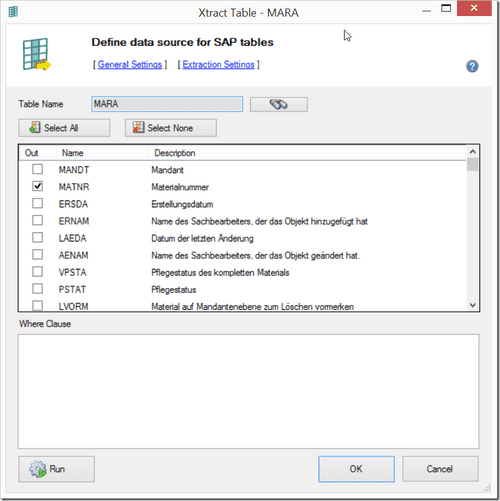 Xtract Table - MARA
Define data source for SAP tables
[ General Settings ] [ Extraction Settings ]
Table Name MARA
Select All Select None
Out Name Description
MANDT Mandant
MATNR Materialnummer
ERSDA Erstellungsdatum
ERNAM Name des Sachbearbeiters, der das Objekt hinzugefügt hat
LAEDA Datum der letzten Änderung
AENAM Name des Sachbearbeiters, der das Objekt geändert hat.
VPSTA Pflegestatus des kompletten Materials
PSTAT Pflegestatus
LVORM Material auf Mandantenebene zum Löschen vormerken
Where Clause
Run OK Cancel